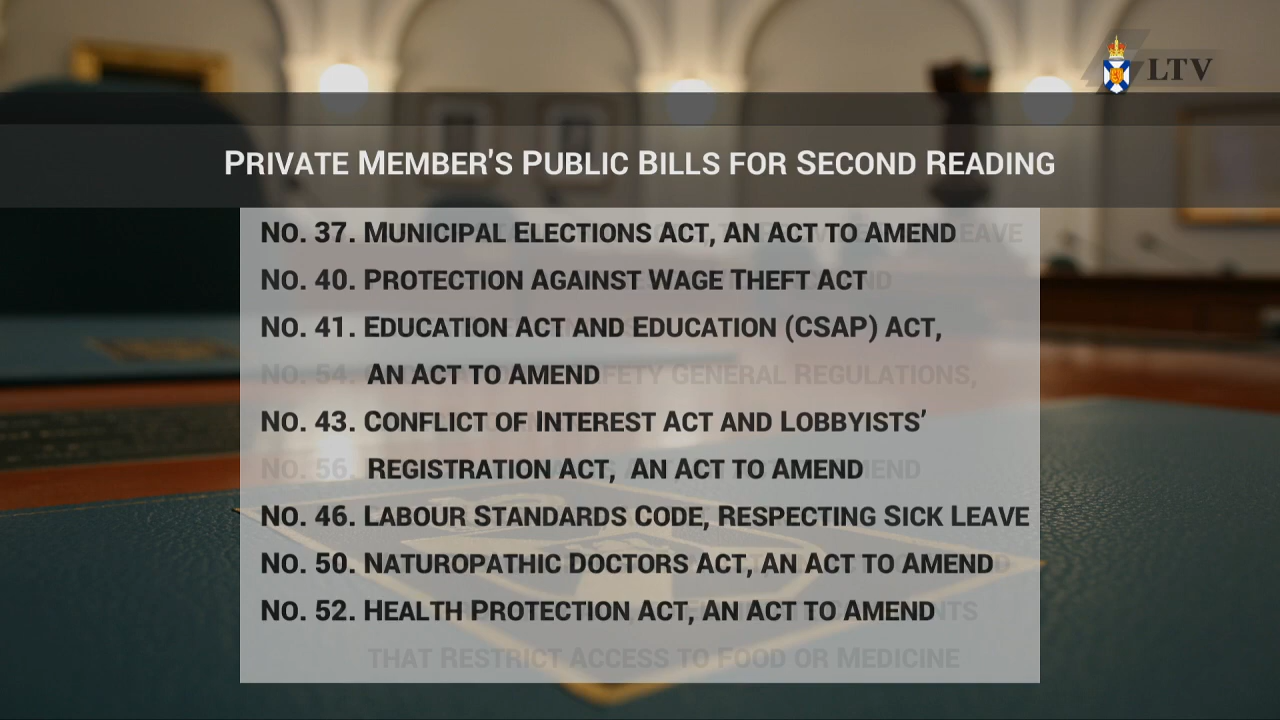 LTV
PRIVATE MEMBER'S PUBLIC BILLS FOR SECOND READING
NO. 37. MUNICIPAL ELECTIONS ACT, AN ACT TO AMEND
NO. 40. PROTECTION AGAINST WAGE THEFT ACT
NO. 41. EDUCATION ACT AND EDUCATION (CSAP) ACT,
AN ACT TO AMEND
NO. 43. CONFLICT OF INTEREST ACT AND LOBBYISTS’
REGISTRATION ACT, AN ACT TO AMEND
NO. 46. LABOUR STANDARDS CODE, RESPECTING SICK LEAVE
NO. 50. NATUROPATHIC DOCTORS ACT, AN ACT TO AMEND
NO. 52. HEALTH PROTECTION ACT, AN ACT TO AMEND
THAT RESTRICT ACCESS TO FOOD OR MEDICINE